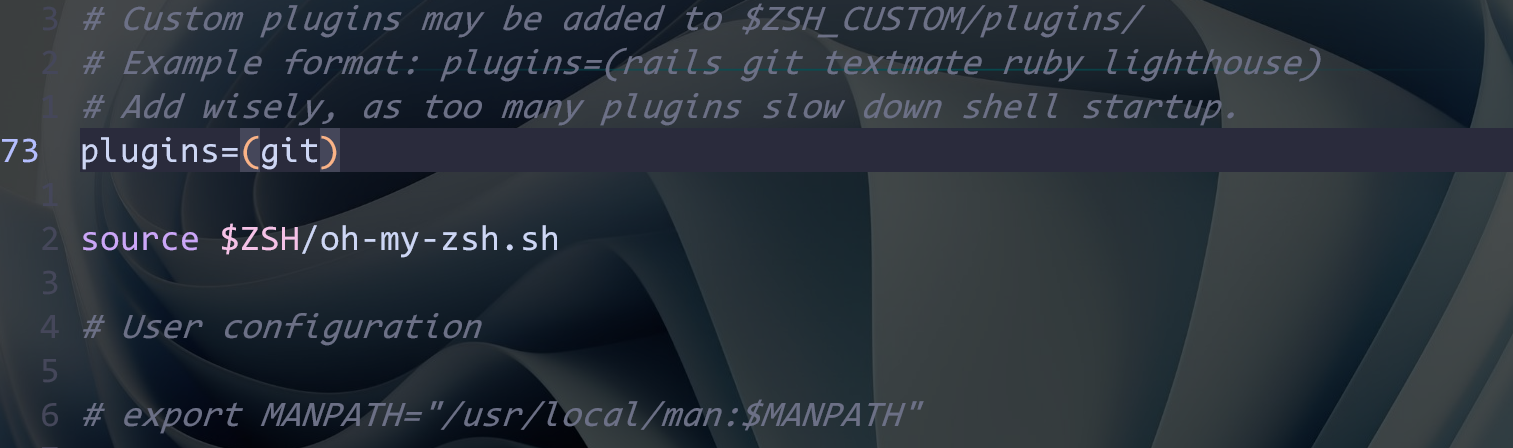 3 # Custom plugins may be added to $ZSH_CUSTOM/plugins/
2 # Example format: plugins=(rails git textmate ruby lighthouse)
1 # Add wisely, as too many plugins slow down shell startup.
73 plugins=(git)
1
2 source $ZSH/oh-my-zsh.sh
3
4 # User configuration
5
6 # export MANPATH="/usr/local/man:$MANPATH"